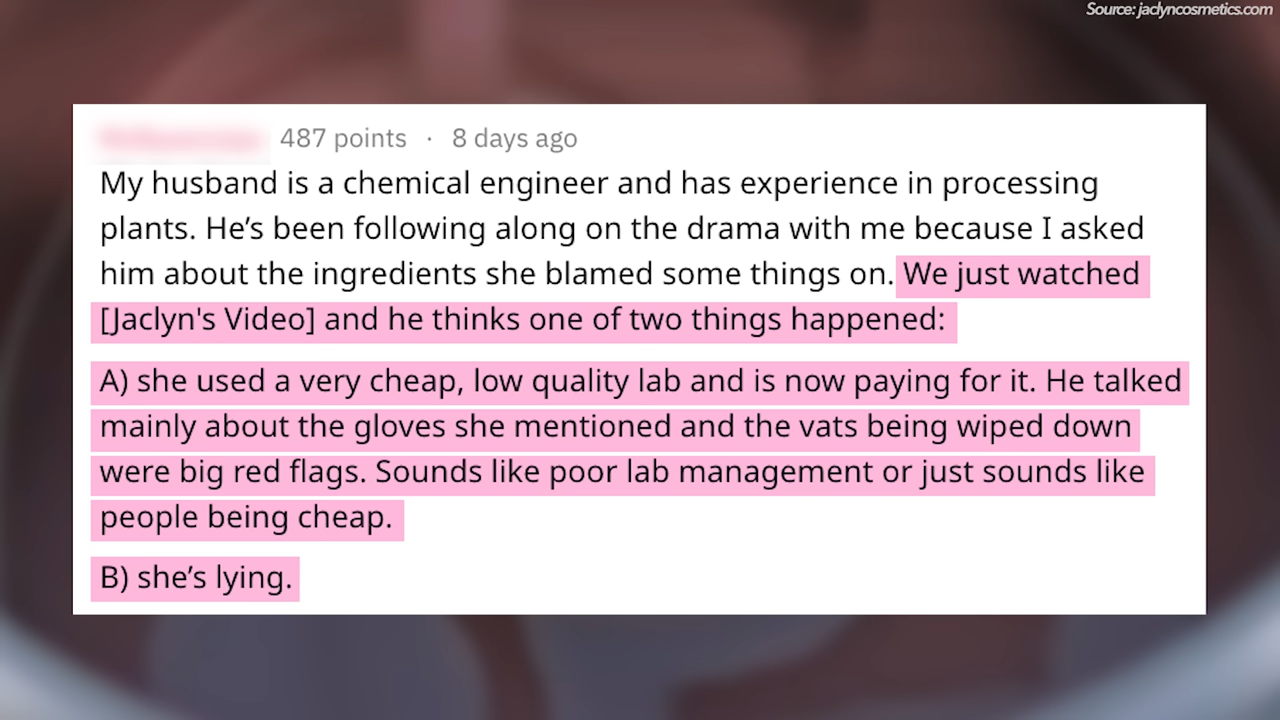 Source: jaclyncosmetics.com
487 points · 8 days ago
My husband is a chemical engineer and has experience in processing
plants. He’s been following along on the drama with me because I asked
him about the ingredients she blamed some things on. We just watched
[Jaclyn's Video] and he thinks one of two things happened:
A) she used a very cheap, low quality lab and is now paying for it. He talked
mainly about the gloves she mentioned and the vats being wiped down
were big red flags. Sounds like poor lab management or just sounds like
people being cheap.
B) she’s lying.